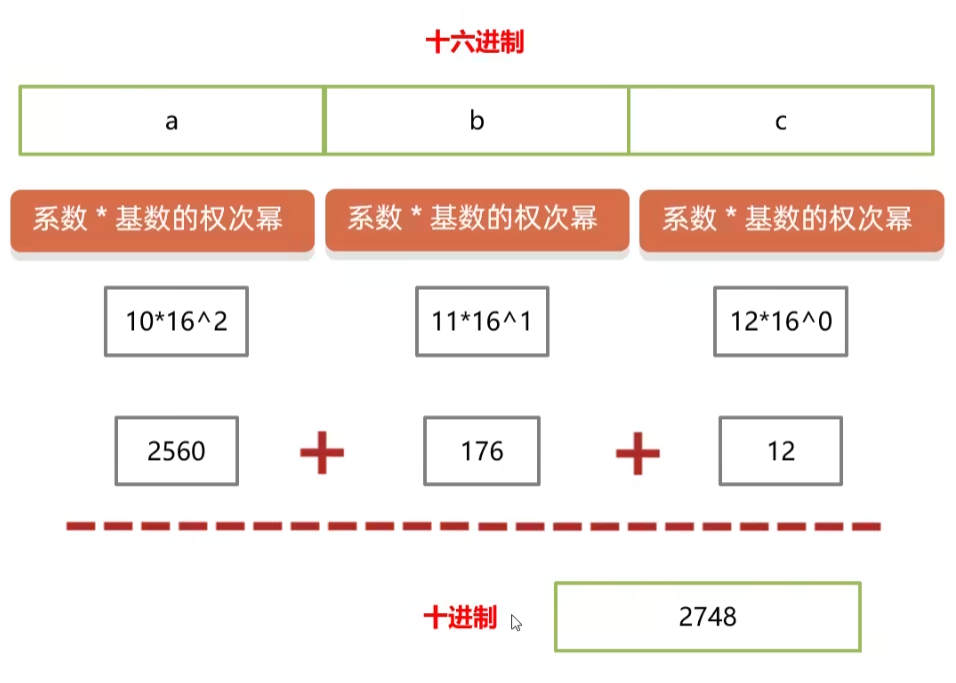 十六进制
a b c
系数 * 基数的权次幂 系数 * 基数的权次幂 系数 * 基数的权次幂
10*16^2 11*16^1 12*16^0
2560 + 176 + 12
十进制 2748